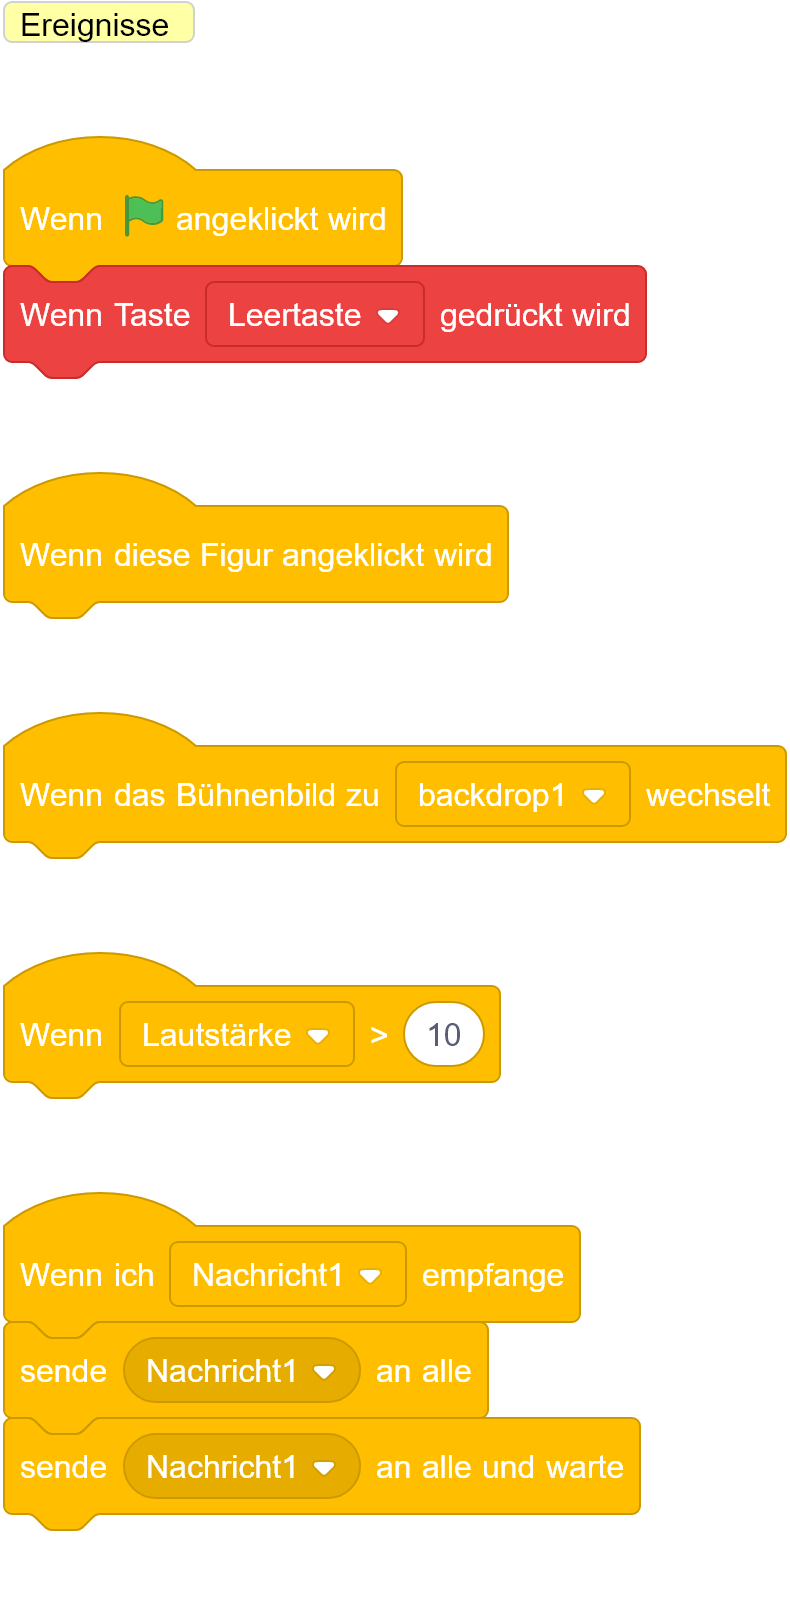 Ereignisse
Wenn angeklickt wird
Wenn Taste Leertaste gedrückt wird
Wenn diese Figur angeklickt wird
Wenn das Bühnenbild zu backdrop1 wechselt
Wenn Lautstärke > 10
Wenn ich Nachricht1 empfange
sende Nachricht1 an alle
sende Nachricht1 an alle und warte